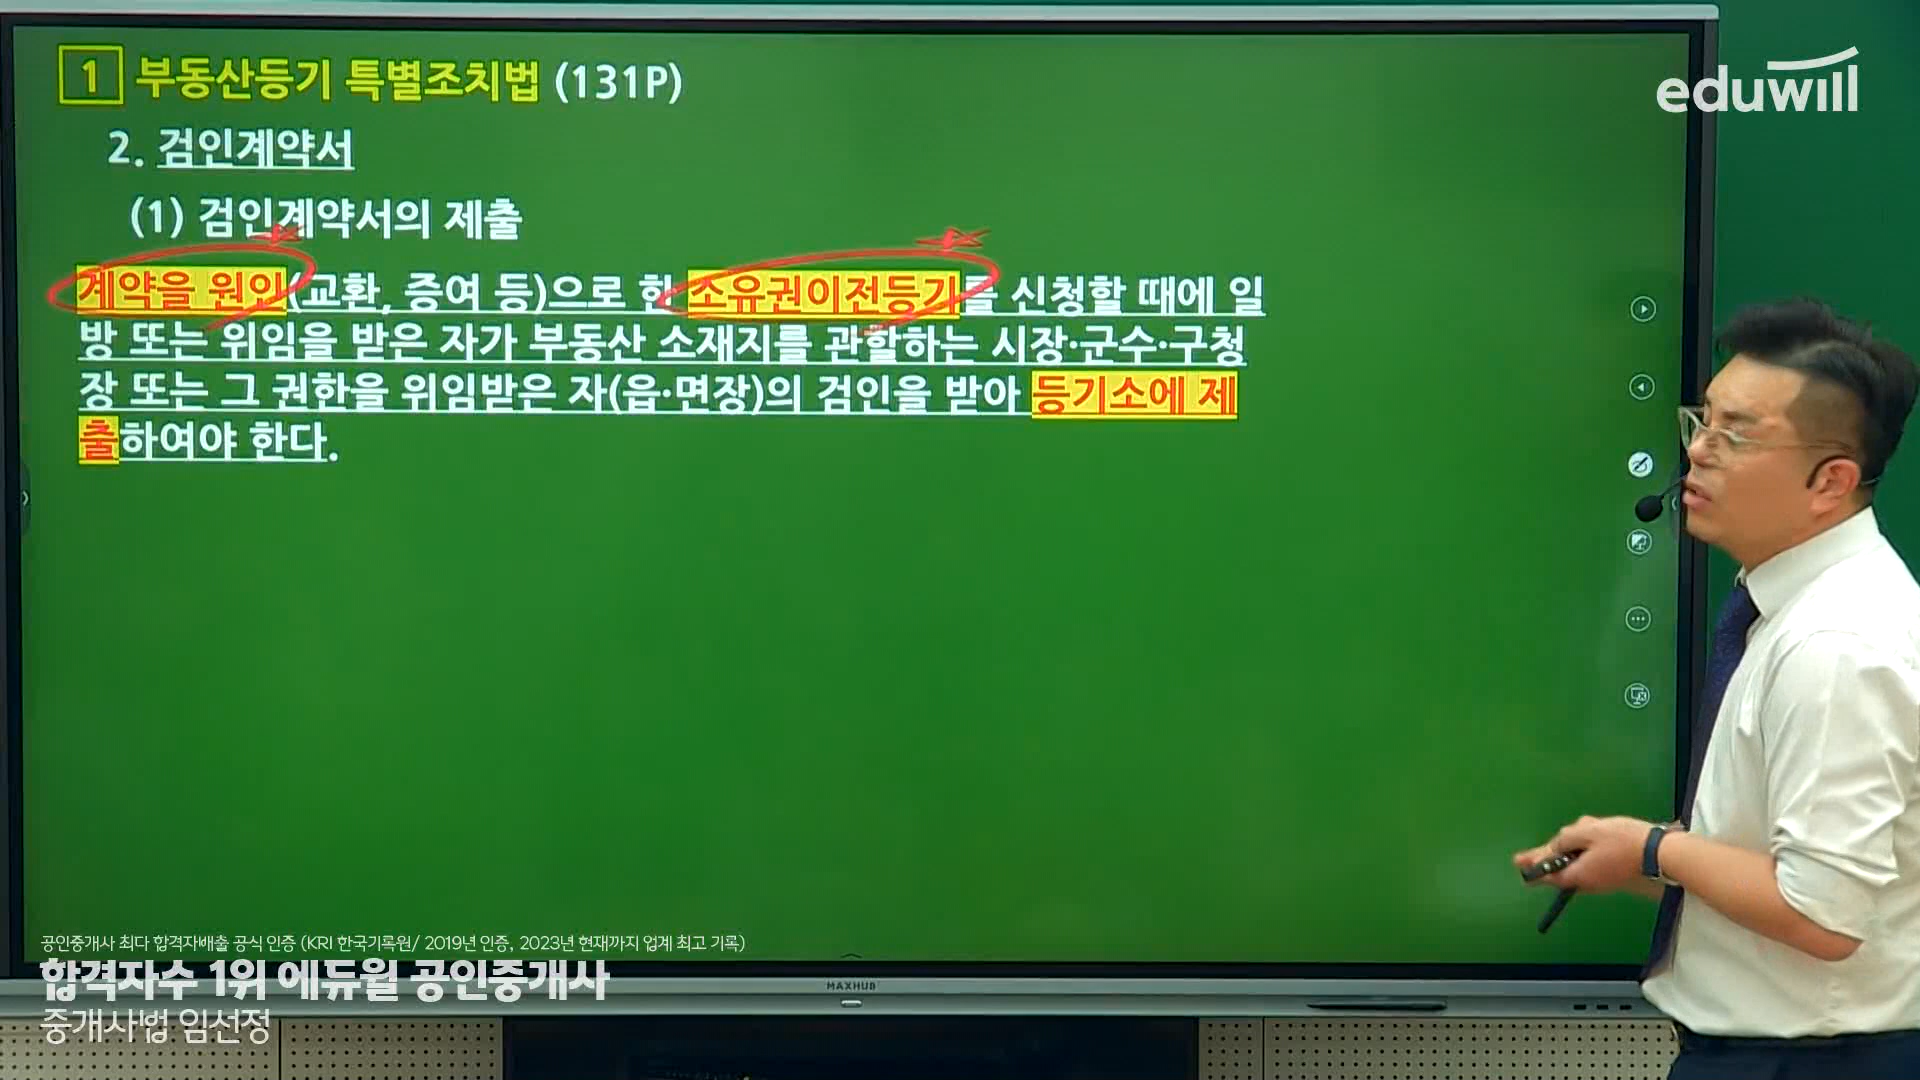 1 부동산등기 특별조치법 (131P)
eduwill
2. 검인계약서
(1) 검인계약서의 제출
계약을 원인(교환, 증여 등)으로 한 소유권이전등기를 신청할 때에 일
방 또는 위임을 받은 자가 부동산 소재지를 관할하는 시장·군수·구청
장 또는 그 권한을 위임받은 자(읍·면장)의 검인을 받아 등기소에 제
출하여야 한다.
공인중개사 최다 합격자배출 공식 인증 (KRI 한국기록원/ 2019년 인증, 2023년 현재까지 업계 최고 기록)
합격자수 1위 에듀윌 공인중개사
MAXHUB
중개사법 임선정